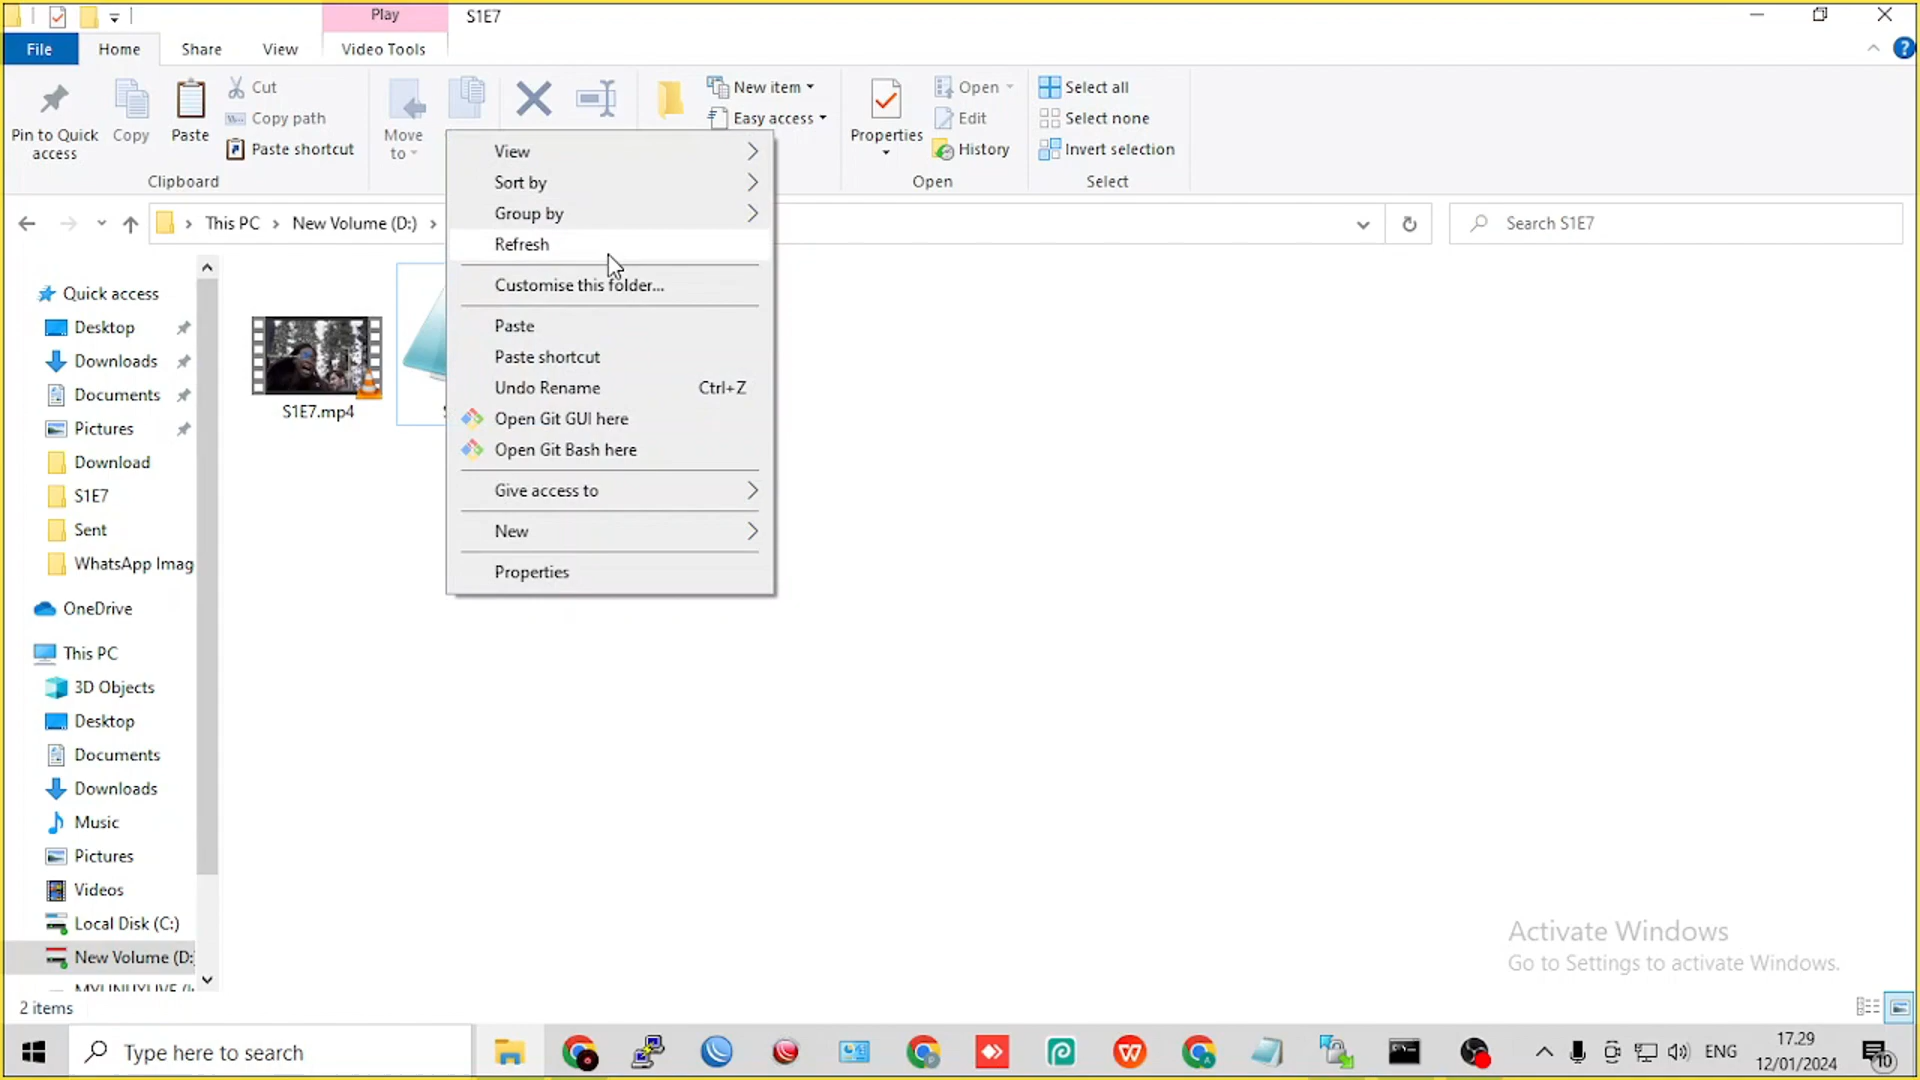 Play
S1E7
File
Home
Share
View
Video Tools
Pin to Quick access
Copy
Paste
Cut
Copy path
Paste shortcut
Clipboard
Move to
New item
Easy access
Properties
Open
Edit
History
Open
Select all
Select none
Invert selection
Select
This PC
New Volume (D:)
Search S1E7
Quick access
Desktop
Downloads
Documents
Pictures
Download
S1E7
Sent
WhatsApp Imag
OneDrive
This PC
3D Objects
Desktop
Documents
Downloads
Music
Pictures
Videos
Local Disk (C:)
New Volume (D:
S1E7.mp4
View
Sort by
Group by
Refresh
Customise this folder...
Paste
Paste shortcut
Undo Rename Ctrl+Z
Open Git GUI here
Open Git Bash here
Give access to
New
Properties
Activate Windows
Go to Settings to activate Windows.
2 items
Type here to search
ENG
17.29
12/01/2024
10